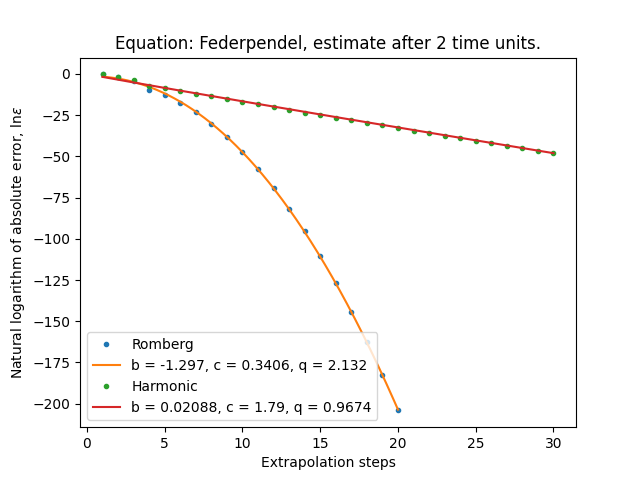 Equation: Federpendel, estimate after 2 time units.
Natural logarithm of absolute error, lnε
0
−25
−50
−75
−100
−125
−150
−175
−200
Romberg
b = -1.297, c = 0.3406, q = 2.132
Harmonic
b = 0.02088, c = 1.79, q = 0.9674
0 5 10 15 20 25 30
Extrapolation steps